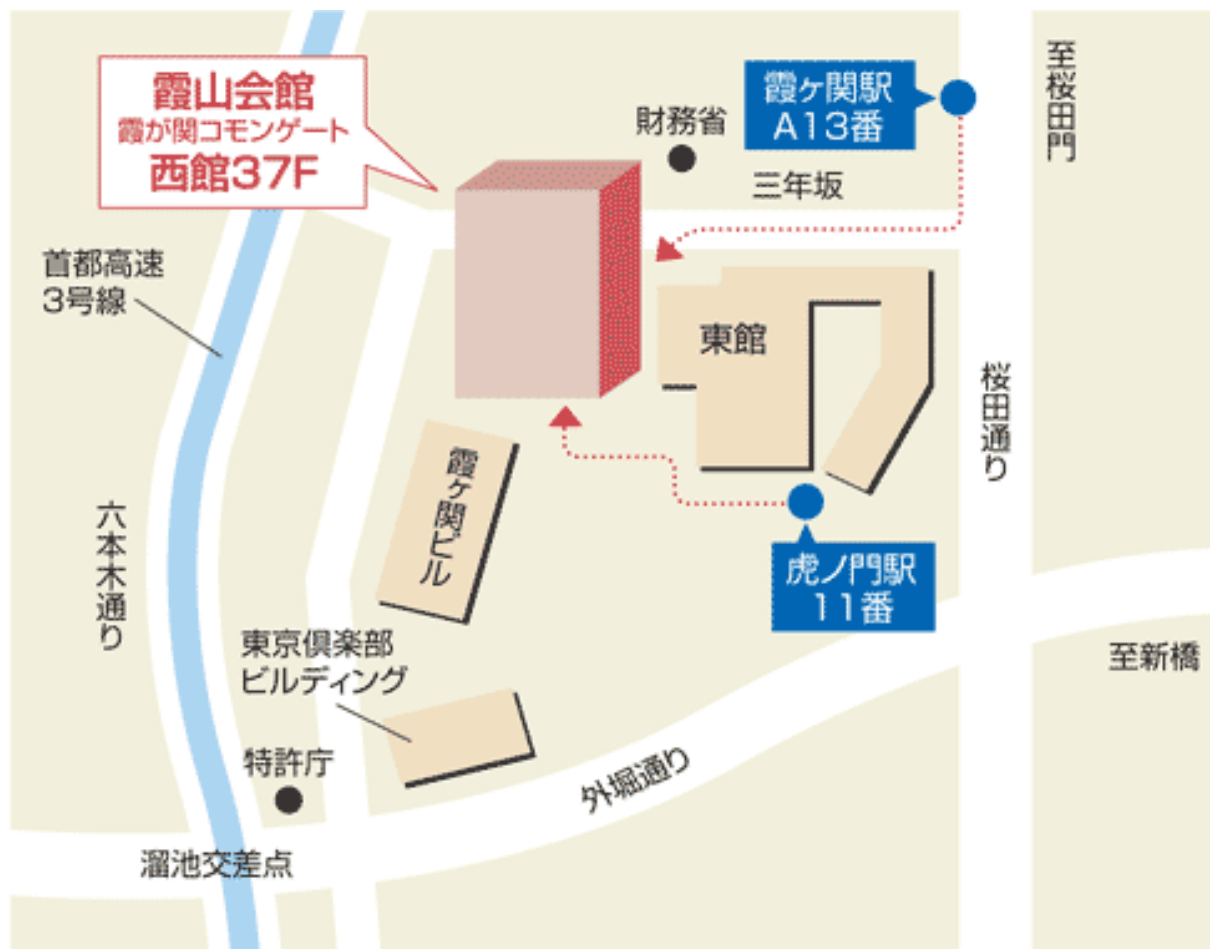 霞山会館
霞が関コモンゲート
西館37F
霞ヶ関駅
A13番
至桜田門
財務省
三年坂
首都高速
3号線
東館
桜田通り
霞ヶ関ビル
六本木通り
虎ノ門駅
11番
東京倶楽部
ビルディング
至新橋
特許庁
外堀通り
溜池交差点